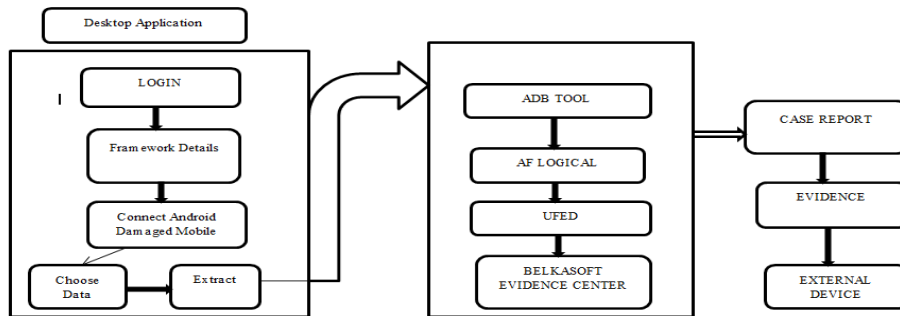 Desktop Application
LOGIN
Framework Details
Connect Android
Damaged Mobile
Choose
Data
Extract
ADB TOOL
AF LOGICAL
UFED
BELKASOFT
EVIDENCE CENTER
CASE REPORT
EVIDENCE
EXTERNAL
DEVICE